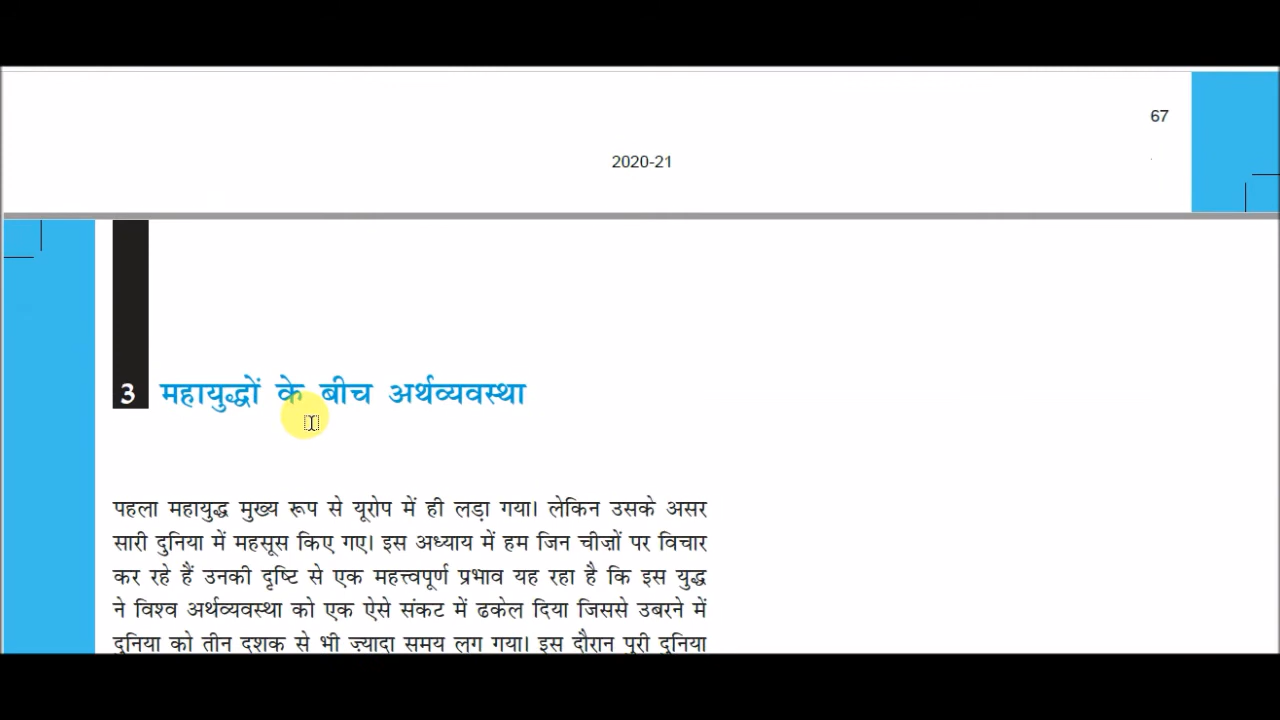 67
2020-21
3 महायुद्धों के बीच अर्थव्यवस्था
पहला महायुद्ध मुख्य रूप से यूरोप में ही लड़ा गया। लेकिन उसके असर
सारी दुनिया में महसूस किए गए। इस अध्याय में हम जिन चीज़ों पर विचार
कर रहे हैं उनकी दृष्टि से एक महत्त्वपूर्ण प्रभाव यह रहा है कि इस युद्ध
ने विश्व अर्थव्यवस्था को एक ऐसे संकट में ढकेल दिया जिससे उबरने में
दुनिया को तीन दशक से भी ज़्यादा समय लग गया। इस दौरान पूरी दुनिया